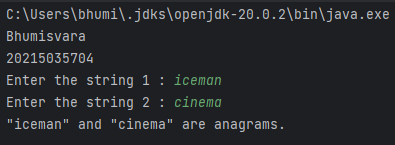 C:\Users\bhumi\.jdks\openjdk-20.0.2\bin\java.exe
Bhumisvara
20215035704
Enter the string 1 : iceman
Enter the string 2 : cinema
"iceman" and "cinema" are anagrams.